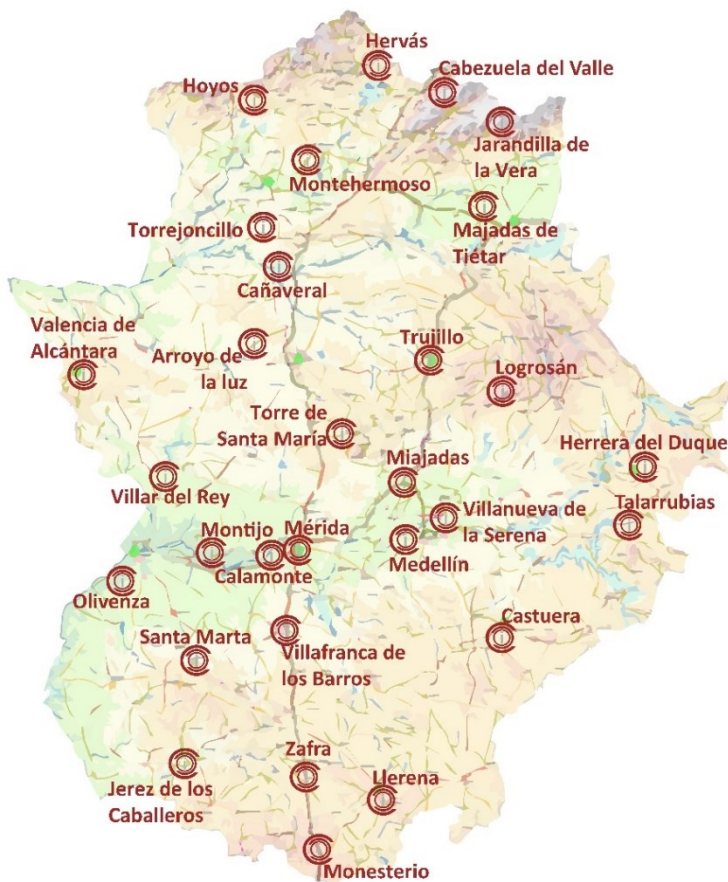 Hervás
Cabezuela del Valle
Hoyos
Jarandilla de
la Vera
Montehermoso
Torrejoncillo
Majadas de
Tiétar
Cañaveral
Valencia de
Alcántara
Arroyo de
la luz
Trujillo
Logrosán
Torre de
Santa María
Herrera del Duque
Miajadas
Villar del Rey
Talarrubias
Villanueva de
la Serena
Montijo
Mérida
Medellín
Calamonte
Olivenza
Castuera
Santa Marta
Villafranca de
los Barros
Zafra
Llerena
Jerez de los
Caballeros
Monesterio